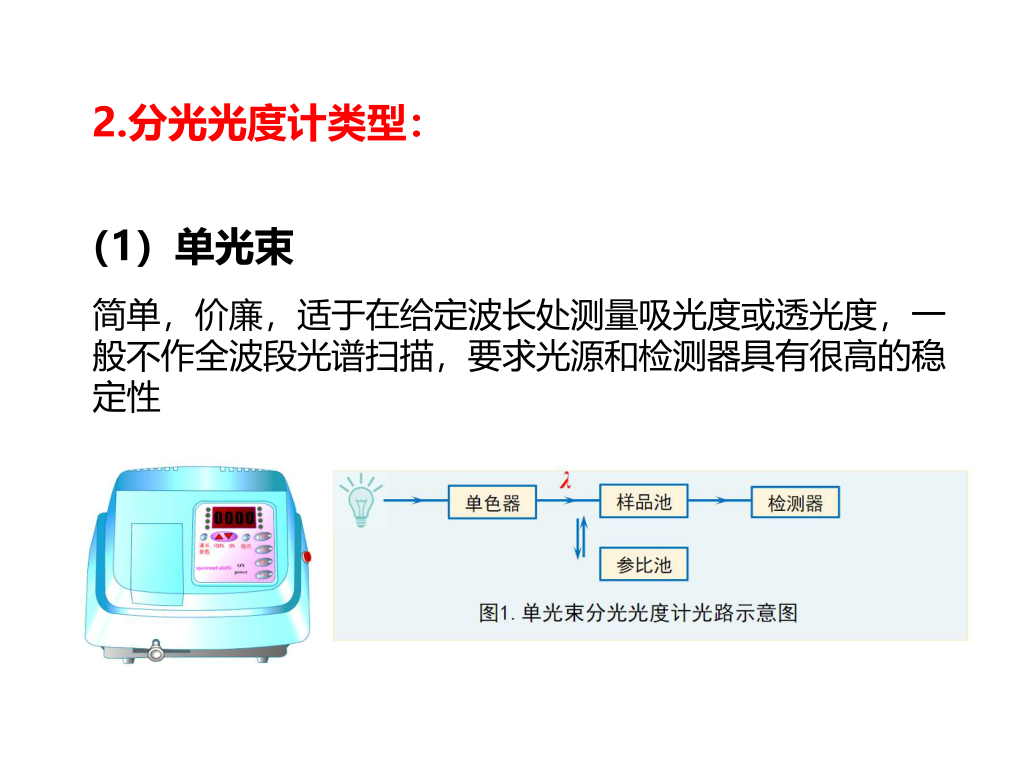 2.分光光度计类型：
（1）单光束
简单，价廉，适于在给定波长处测量吸光度或透光度，一
般不作全波段光谱扫描，要求光源和检测器具有很高的稳
定性
0000
100% 0%
ON
power
λ
单色器
样品池
检测器
参比池
图1.单光束分光光度计光路示意图